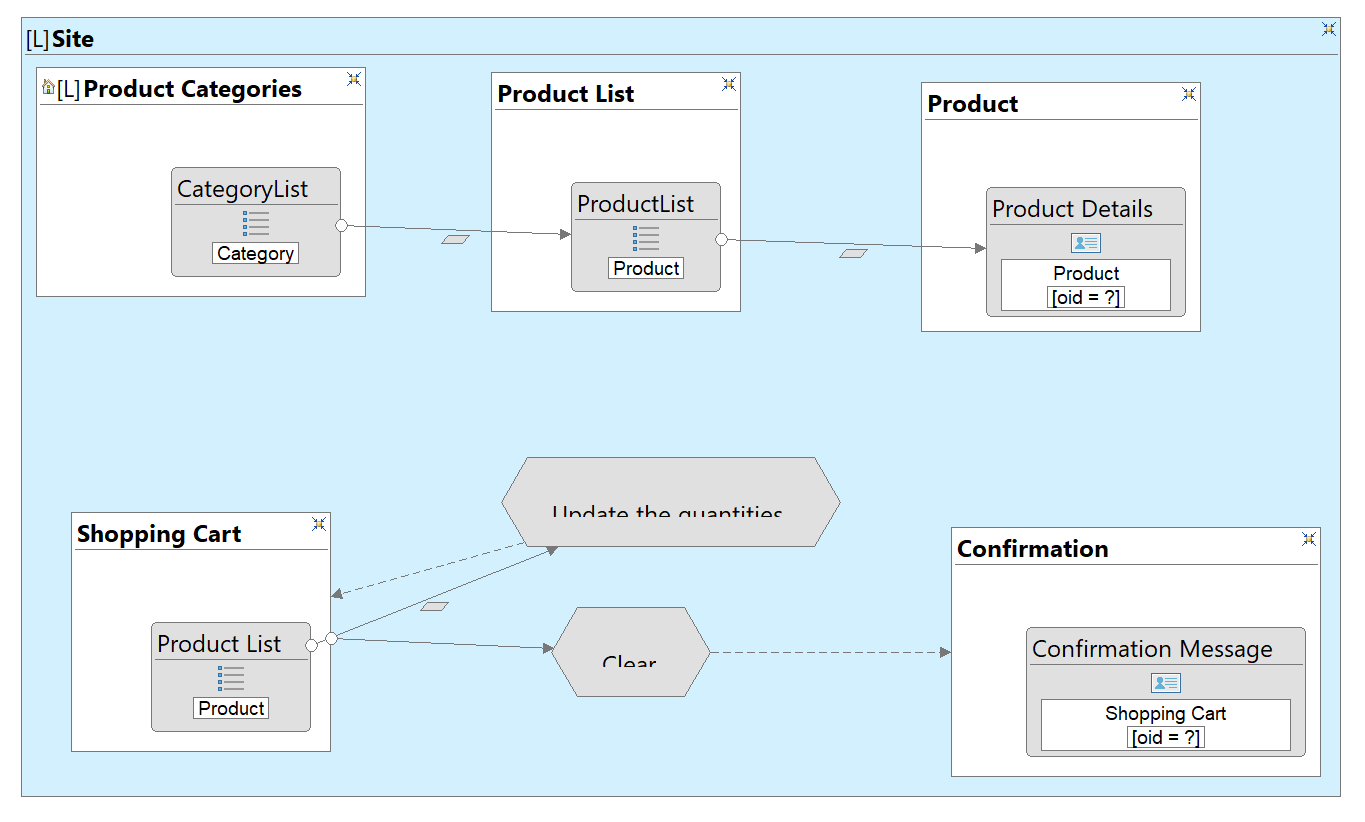 [L]Site
[L]Product Categories
CategoryList
Category
Product List
ProductList
Product
Product
Product Details
Product
[oid = ?]
Update the quantities
Shopping Cart
Product List
Product
Clear
Confirmation
Confirmation Message
Shopping Cart
[oid = ?]